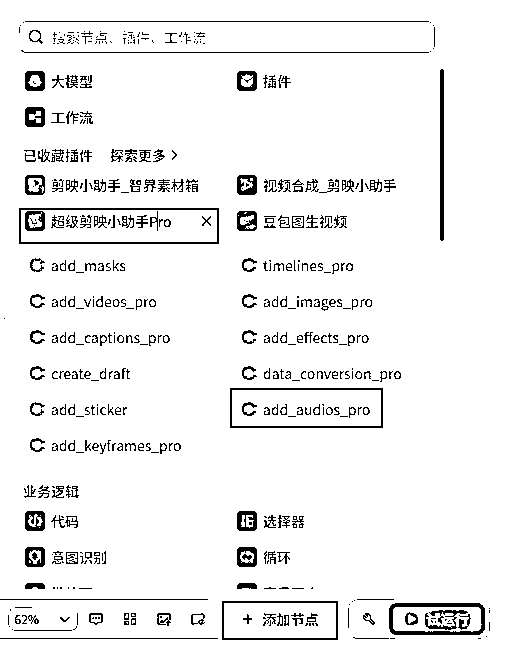 搜索节点、插件、工作流
大模型 插件
工作流
已收藏插件 探索更多 >
剪映小助手_智界素材箱 视频合成_剪映小助手
超级剪映小助手Pro × 豆包图生视频
add_masks timelines_pro
add_videos_pro add_images_pro
add_captions_pro add_effects_pro
create_draft data_conversion_pro
add_sticker add_audios_pro
add_keyframes_pro
业务逻辑
代码 选择器
意图识别 循环
62% + 添加节点 试运行